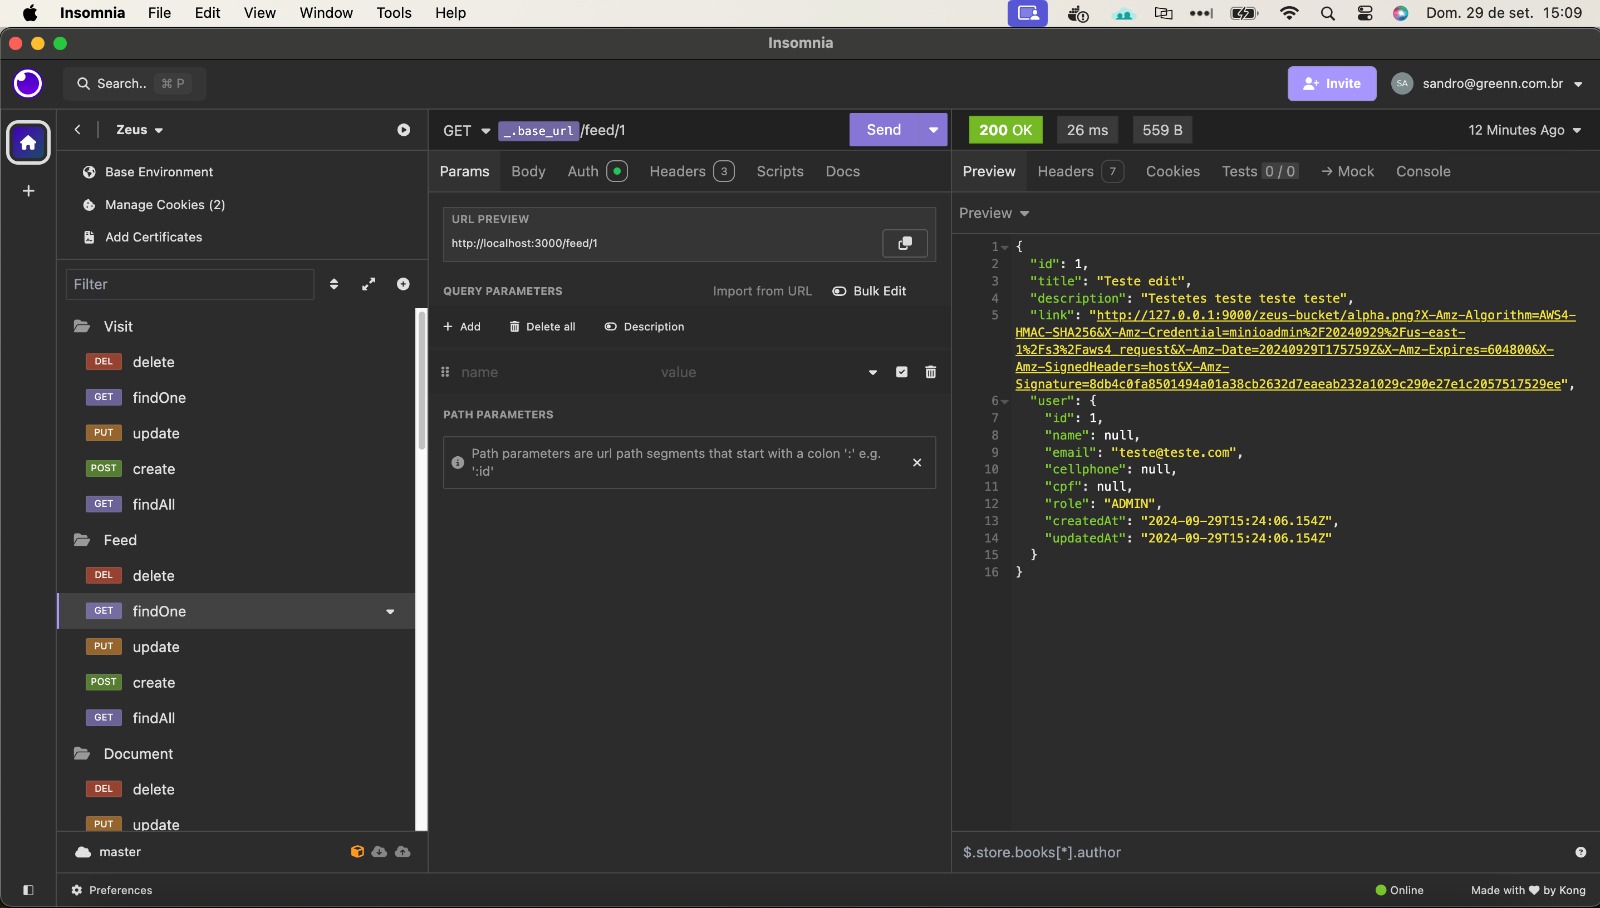 Insomnia File Edit View Window Tools Help
Dom. 29 de set. 15:09
Insomnia
Search.. ⌘ P
Invite
SA
sandro@greenn.com.br
Zeus
Base Environment
Manage Cookies (2)
Add Certificates
Filter
Visit
DEL delete
GET findOne
PUT update
POST create
GET findAll
Feed
DEL delete
GET findOne
PUT update
POST create
GET findAll
Document
DEL delete
PUT update
master
Preferences
GET _.base_url/feed/1
Send
Params Body Auth Headers 3 Scripts Docs
URL PREVIEW
http://localhost:3000/feed/1
QUERY PARAMETERS
Import from URL Bulk Edit
+ Add Delete all Description
name value
PATH PARAMETERS
Path parameters are url path segments that start with a colon ':' e.g.
':id'
200 OK 26 ms 559 B
12 Minutes Ago
Preview Headers 7 Cookies Tests 0 / 0 → Mock Console
Preview
1 {
2 "id": 1,
3 "title": "Teste edit",
4 "description": "Testetes teste teste teste",
5 "link": "http://127.0.0.1:9000/zeus-bucket/alpha.png?X-Amz-Algorithm=AWS4-
HMAC-SHA256&X-Amz-Credential=minioadmin%2F20240929%2Fus-east-
1%2Fs3%2Faws4_request&X-Amz-Date=20240929T175759Z&X-Amz-Expires=604800&X-
Amz-SignedHeaders=host&X-Amz-
Signature=8db4c0fa8501494a01a38cb2632d7eaeab232a1029c290e27e1c2057517529ee",
6 "user": {
7 "id": 1,
8 "name": null,
9 "email": "teste@teste.com",
10 "cellphone": null,
11 "cpf": null,
12 "role": "ADMIN",
13 "createdAt": "2024-09-29T15:24:06.154Z",
14 "updatedAt": "2024-09-29T15:24:06.154Z"
15 }
16 }
$.store.books[*].author
Online
Made with ♥ by Kong